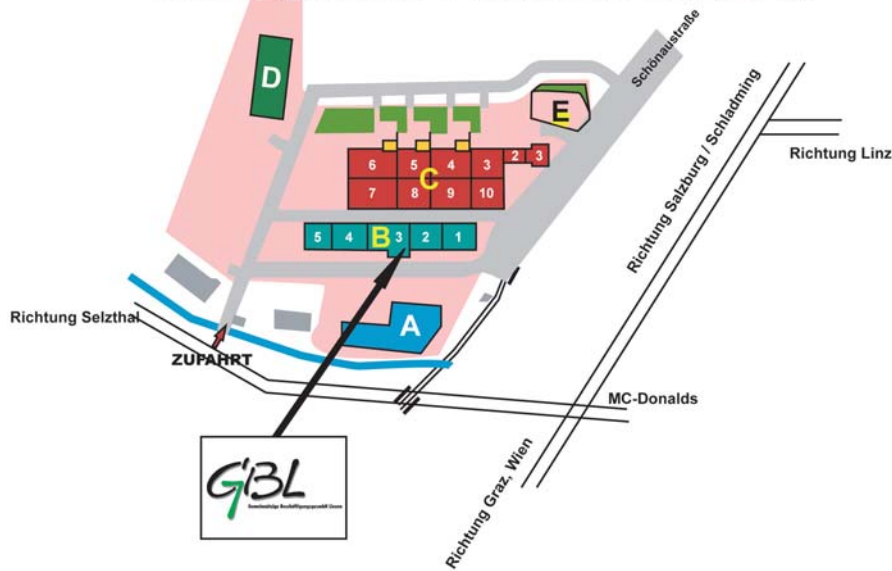 Schönaustraße
D
E
Richtung Salzburg / Schladming
Richtung Linz
6 5 4 3 2 3
C
7 8 9 10
5 4 B 3 2 1
A
Richtung Selzthal
ZUFAHRT
MC-Donalds
GBL
Richtung Graz, Wien